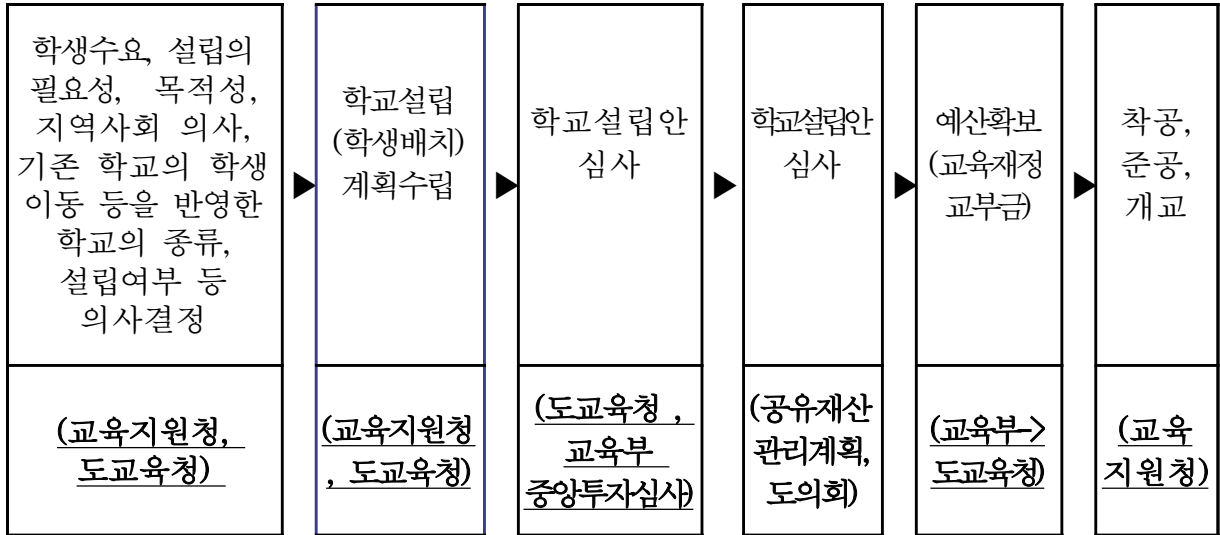 학생수요, 설립의
필요성, 목적성,
지역사회 의사,
기존 학교의 학생
이동 등을 반영한
학교의 종류,
설립여부 등
의사결정
(교육지원청,
도교육청)
▶
학교설립
(학생배치)
계획수립
(교육지원청
, 도교육청)
▶
학교설립안
심사
(도교육청 ,
교육부
중앙투자심사)
▶
학교설립안
심사
(공유재산
관리계획,
도의회)
▶
예산확보
(교육재정
교부금)
(교육부->
도교육청)
▶
착공,
준공,
개교
(교육
지원청)